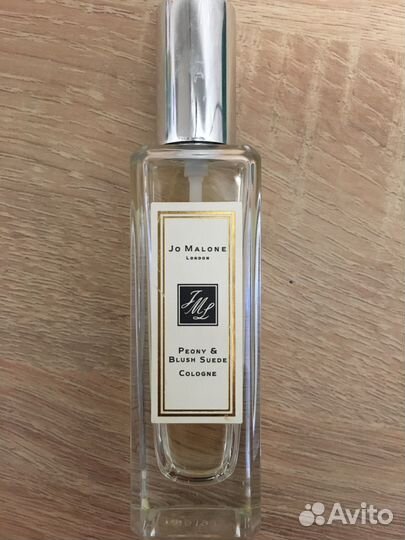 Jo Malone
London
JML
Peony &
Blush Suede
Cologne
Avito